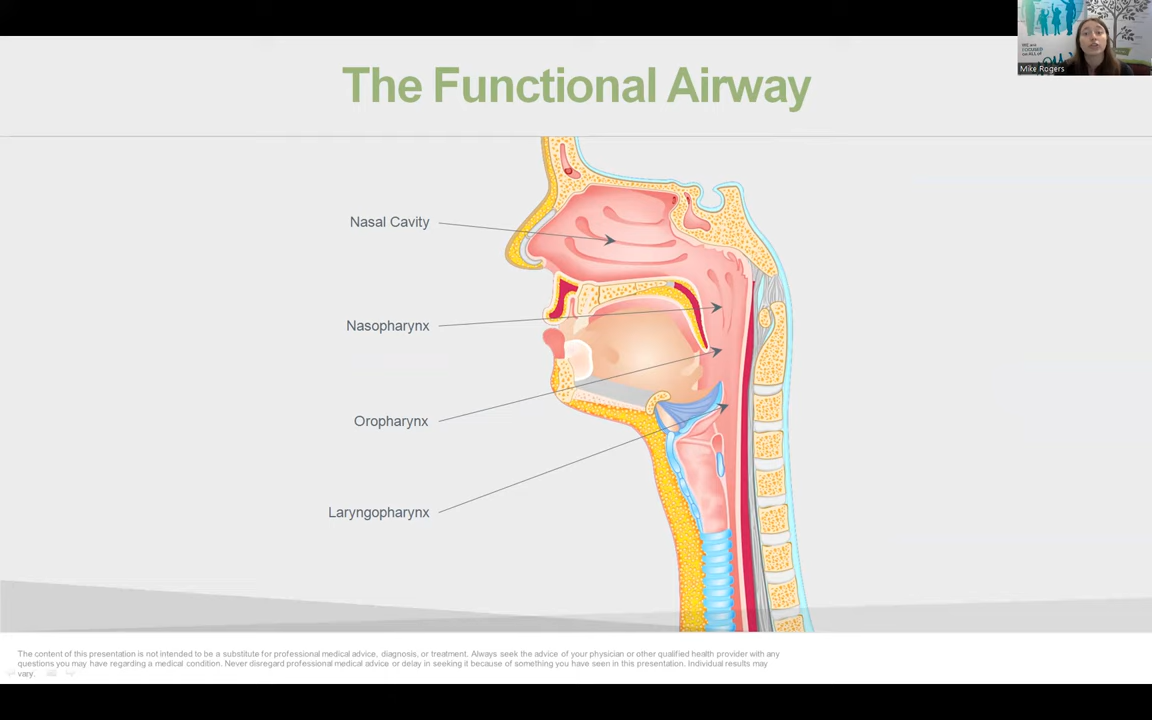 The Functional Airway
Mike Rogers
Nasal Cavity
Nasopharynx
Oropharynx
Laryngopharynx
The content of this presentation is not intended to be a substitute for professional medical advice, diagnosis, or treatment. Always seek the advice of your physician or other qualified health provider with any
questions you may have regarding a medical condition. Never disregard professional medical advice or delay in seeking it because of something you have seen in this presentation. Individual results may
vary.